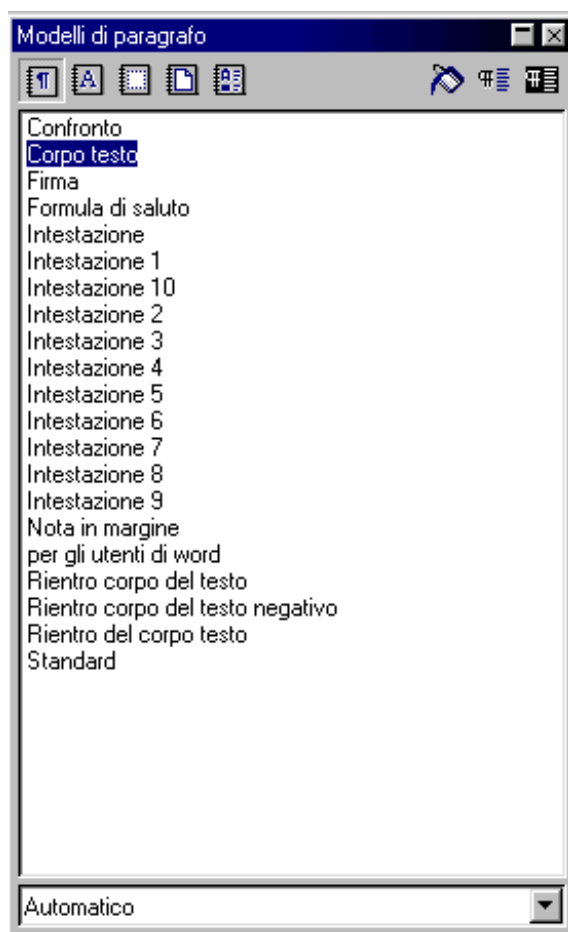 Modelli di paragrafo
Confronto
Corpo testo
Firma
Formula di saluto
Intestazione
Intestazione 1
Intestazione 10
Intestazione 2
Intestazione 3
Intestazione 4
Intestazione 5
Intestazione 6
Intestazione 7
Intestazione 8
Intestazione 9
Nota in margine
per gli utenti di word
Rientro corpo del testo
Rientro corpo del testo negativo
Rientro del corpo testo
Standard
Automatico